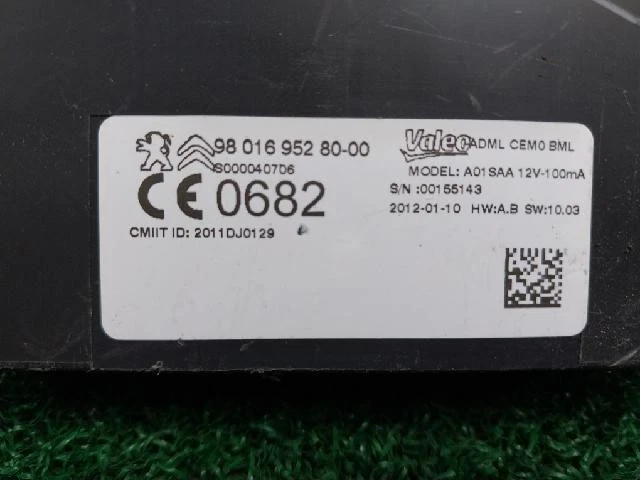 98 016 952 80-00
S000040706
CE 0682
CMIIT ID: 2011DJ0129
Valeo ADML CEM0 BML
MODEL: A01SAA 12V-100mA
S/N :00155143
2012-01-10 HW:A.B SW:10.03